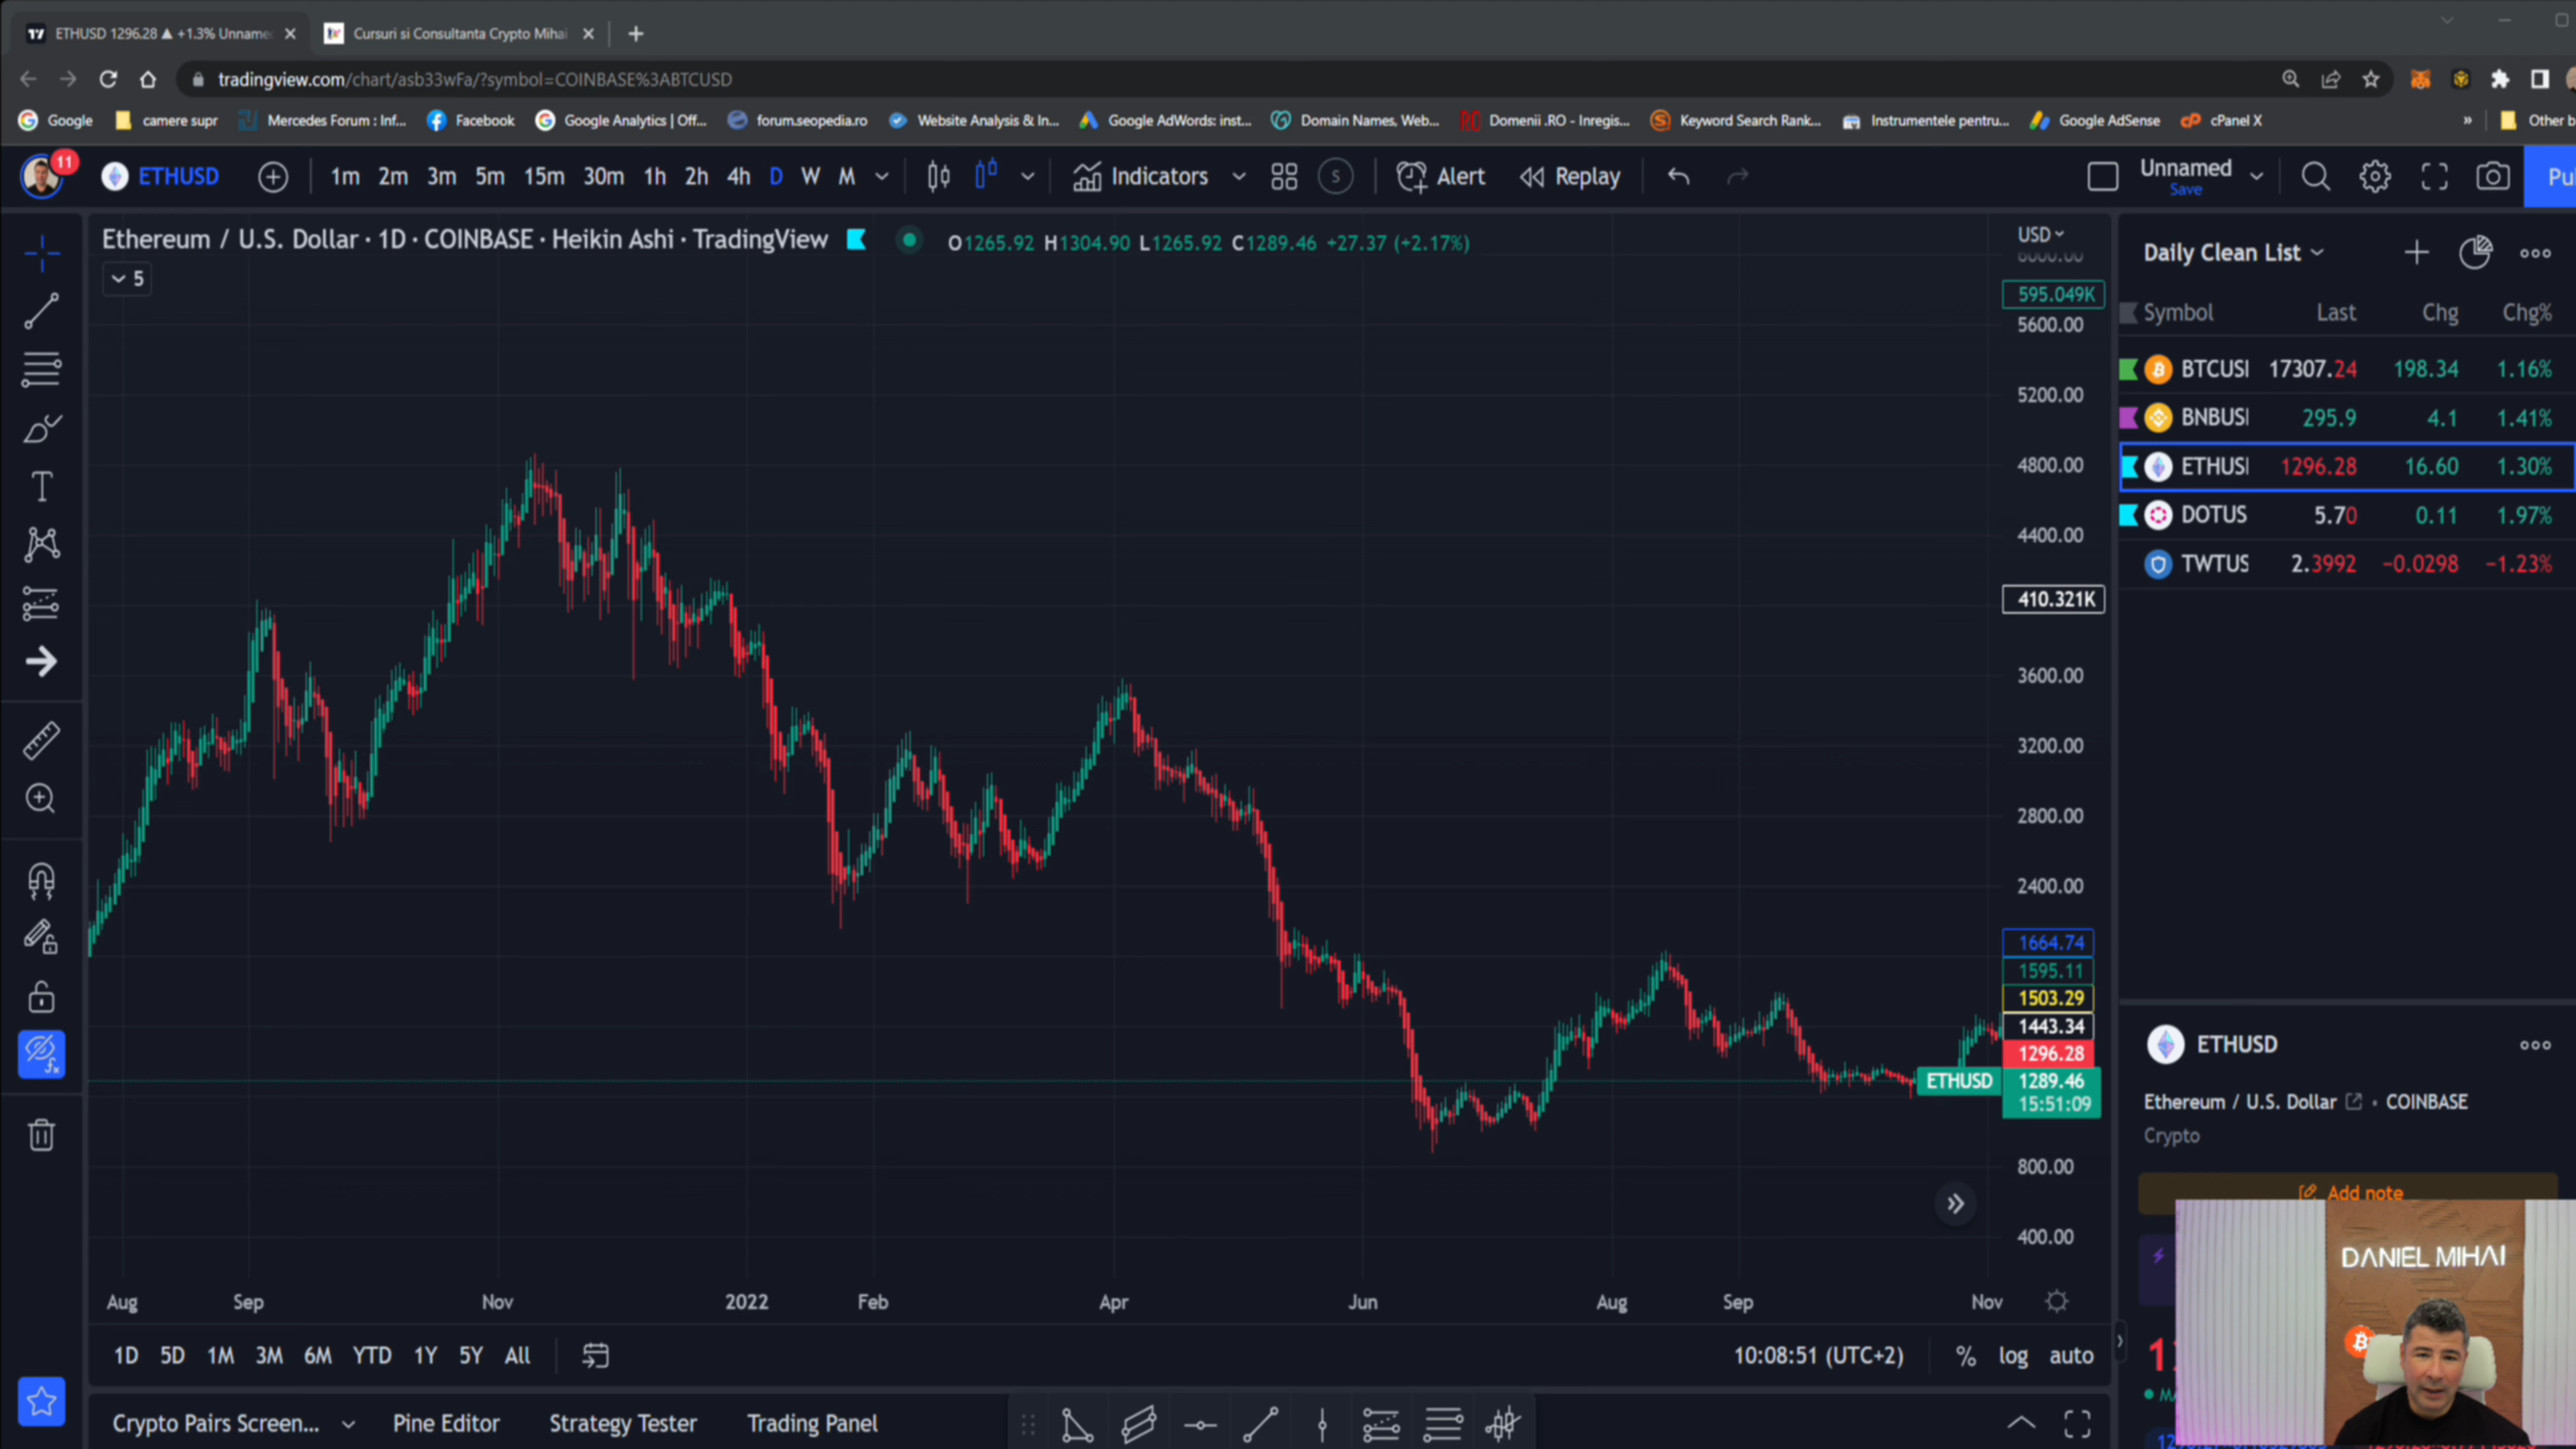 ETHUSD 1296.28 ▲ +1.3% Unname
Cursuri si Consultanta Crypto Mihai
tradingview.com/chart/asb33wFa/?symbol=COINBASE%3ABTCUSD
Google camere supr Mercedes Forum : Inf... Facebook Google Analytics | Off... forum.seopedia.ro Website Analysis & In... Google AdWords: inst... Domain Names, Web... Domenii .RO - Inregis... Keyword Search Rank... Instrumentele pentru... Google AdSense cPanel X » Other b
11 ETHUSD 1m 2m 3m 5m 15m 30m 1h 2h 4h D W M Indicators S Alert Replay Unnamed Pu
Save
Ethereum / U.S. Dollar · 1D · COINBASE · Heikin Ashi · TradingView O1265.92 H1304.90 L1265.92 C1289.46 +27.37 (+2.17%)
5
USD
6000.00
595.049K
5600.00
5200.00
4800.00
4400.00
410.321K
3600.00
3200.00
2800.00
2400.00
1664.74
1595.11
1503.29
1443.34
1296.28
ETHUSD 1289.46
15:51:09
800.00
400.00
Aug Sep Nov 2022 Feb Apr Jun Aug Sep Nov
1D 5D 1M 3M 6M YTD 1Y 5Y All 10:08:51 (UTC+2) % log auto
Crypto Pairs Screen... Pine Editor Strategy Tester Trading Panel
Daily Clean List
Symbol Last Chg Chg%
BTCUSI 17307.24 198.34 1.16%
BNBUSI 295.9 4.1 1.41%
ETHUSI 1296.28 16.60 1.30%
DOTUS 5.70 0.11 1.97%
TWTUS 2.3992 −0.0298 −1.23%
ETHUSD
Ethereum / U.S. Dollar · COINBASE
Crypto
Add note
DANIEL MIHAI